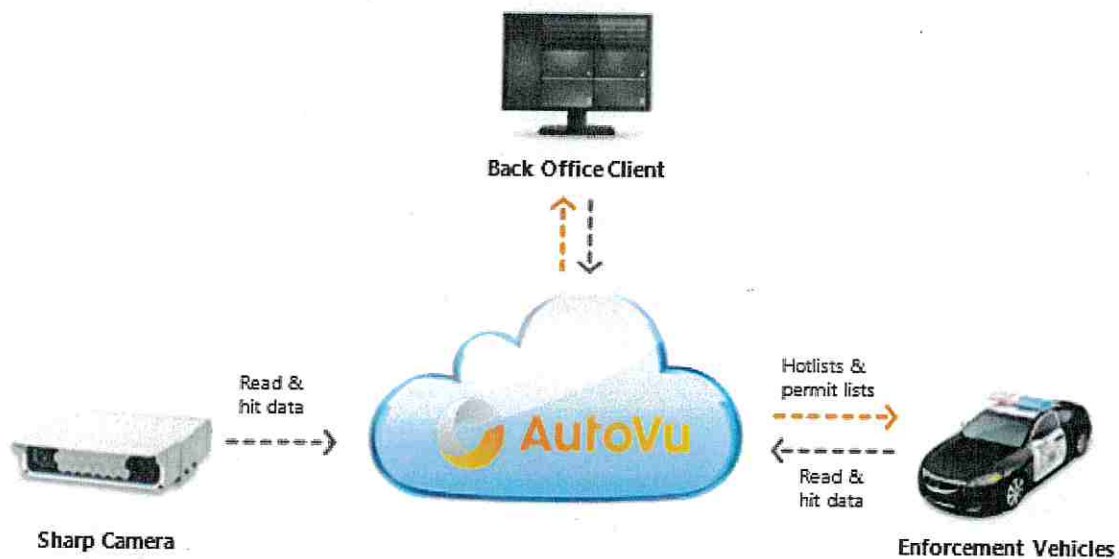 Back Office Client
Read &
hit data
AutoVu
Hotlists &
permit lists
Read &
hit data
Sharp Camera
Enforcement Vehicles